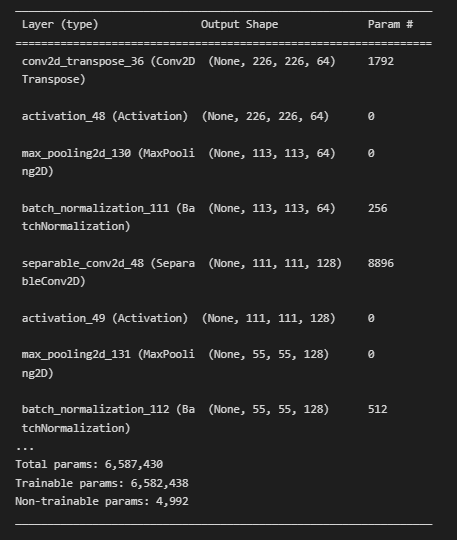 Layer (type) Output Shape Param #
=================================================================
conv2d_transpose_36 (Conv2D (None, 226, 226, 64) 1792
Transpose)
activation_48 (Activation) (None, 226, 226, 64) 0
max_pooling2d_130 (MaxPooli (None, 113, 113, 64) 0
ng2D)
batch_normalization_111 (Ba (None, 113, 113, 64) 256
tchNormalization)
separable_conv2d_48 (Separa (None, 111, 111, 128) 8896
bleConv2D)
activation_49 (Activation) (None, 111, 111, 128) 0
max_pooling2d_131 (MaxPooli (None, 55, 55, 128) 0
ng2D)
batch_normalization_112 (Ba (None, 55, 55, 128) 512
tchNormalization)
...
Total params: 6,587,430
Trainable params: 6,582,438
Non-trainable params: 4,992